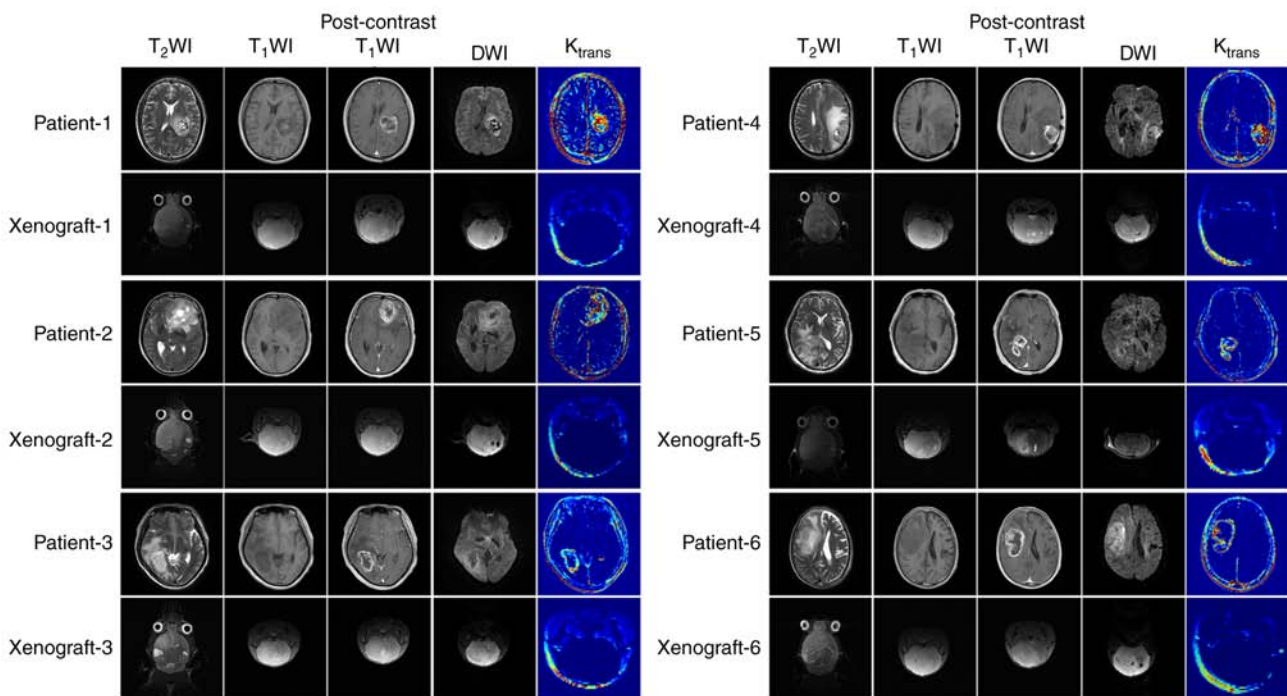 Post-contrast
T₂WI T₁WI T₁WI DWI Kₜᵣₐₙₛ
Patient-1
Xenograft-1
Patient-2
Xenograft-2
Patient-3
Xenograft-3
Post-contrast
T₂WI T₁WI T₁WI DWI Kₜᵣₐₙₛ
Patient-4
Xenograft-4
Patient-5
Xenograft-5
Patient-6
Xenograft-6